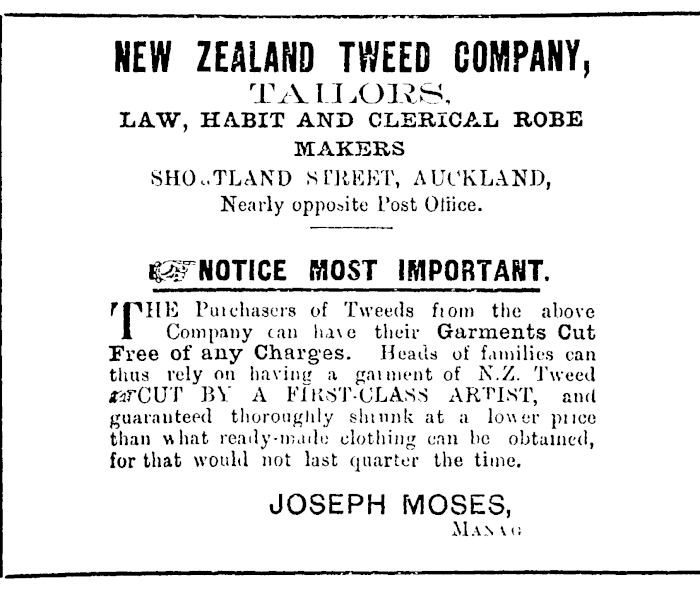 NEW ZEALAND TWEED COMPANY,
TAILORS,
LAW, HABIT AND CLERICAL ROBE
MAKERS
SHORTLAND STREET, AUCKLAND,
Nearly opposite Post Office.
☞ NOTICE MOST IMPORTANT.
THE Purchasers of Tweeds from the above
Company can have their Garments Cut
Free of any Charges. Heads of families can
thus rely on having a garment of N.Z. Tweed
☞ CUT BY A FIRST-CLASS ARTIST, and
guaranteed thoroughly shrunk at a lower price
than what ready-made clothing can be obtained,
for that would not last quarter the time.
JOSEPH MOSES,